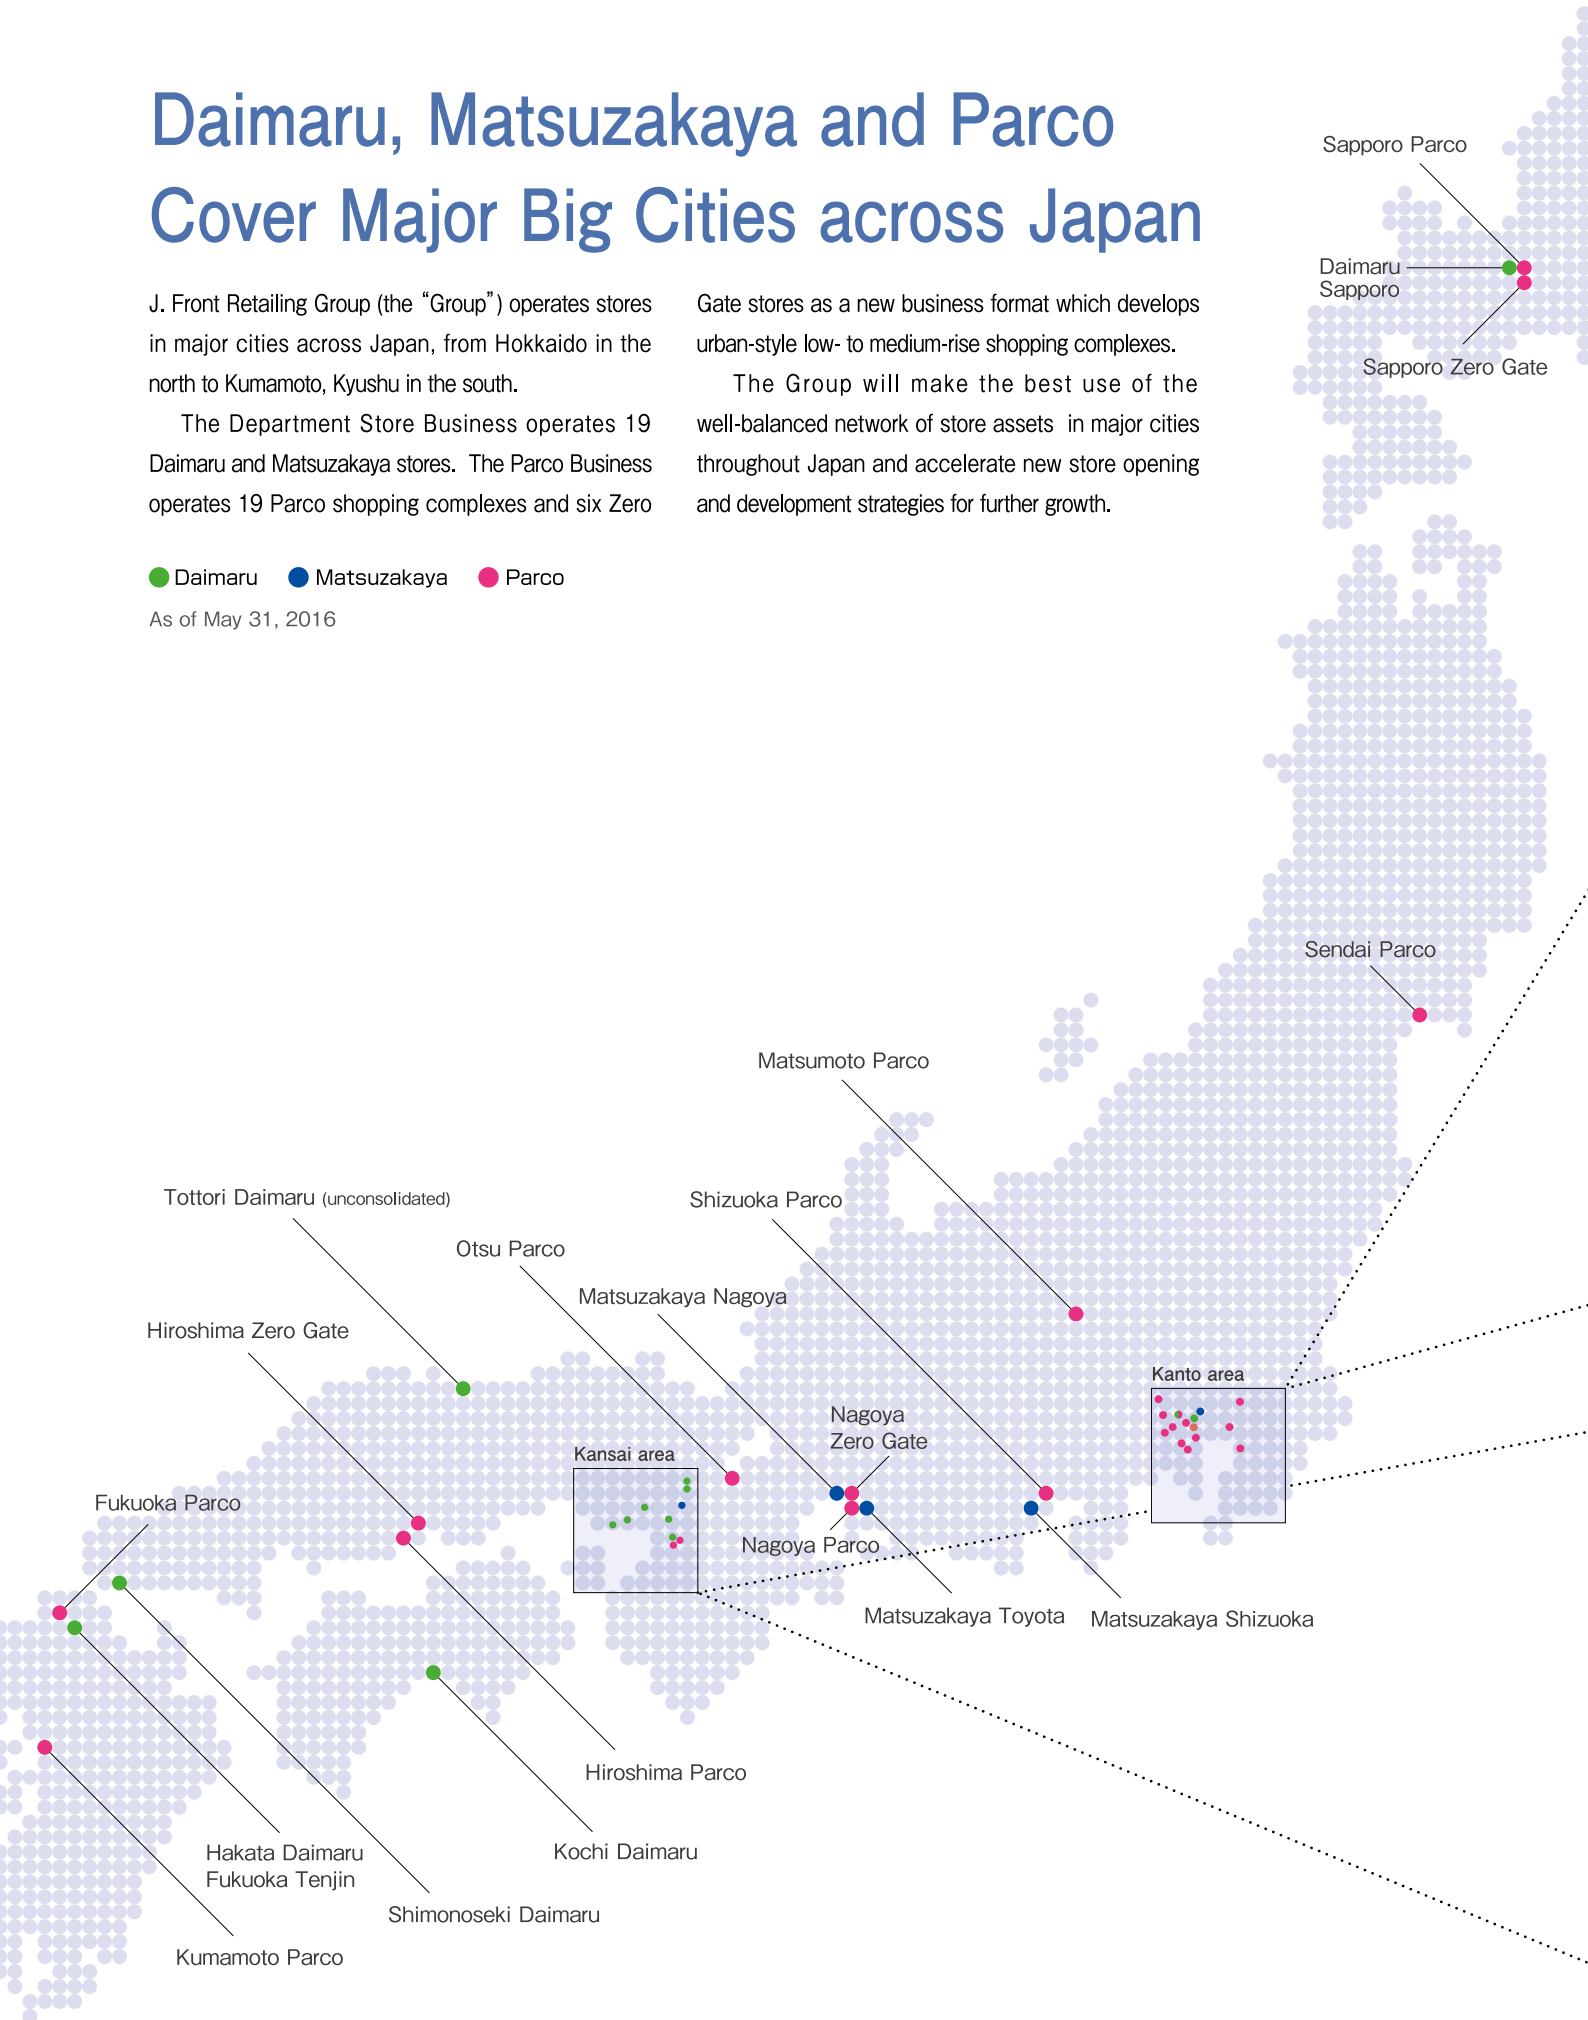 Daimaru, Matsuzakaya and Parco
Cover Major Big Cities across Japan
J. Front Retailing Group (the “Group”) operates stores
in major cities across Japan, from Hokkaido in the
north to Kumamoto, Kyushu in the south.
The Department Store Business operates 19
Daimaru and Matsuzakaya stores. The Parco Business
operates 19 Parco shopping complexes and six Zero
Gate stores as a new business format which develops
urban-style low- to medium-rise shopping complexes.
The Group will make the best use of the
well-balanced network of store assets in major cities
throughout Japan and accelerate new store opening
and development strategies for further growth.
Daimaru Matsuzakaya Parco
As of May 31, 2016
Sapporo Parco
Daimaru
Sapporo
Sapporo Zero Gate
Sendai Parco
Matsumoto Parco
Tottori Daimaru (unconsolidated)
Shizuoka Parco
Otsu Parco
Matsuzakaya Nagoya
Hiroshima Zero Gate
Kanto area
Nagoya
Zero Gate
Kansai area
Fukuoka Parco
Nagoya Parco
Matsuzakaya Toyota
Matsuzakaya Shizuoka
Hiroshima Parco
Kochi Daimaru
Hakata Daimaru
Fukuoka Tenjin
Shimonoseki Daimaru
Kumamoto Parco